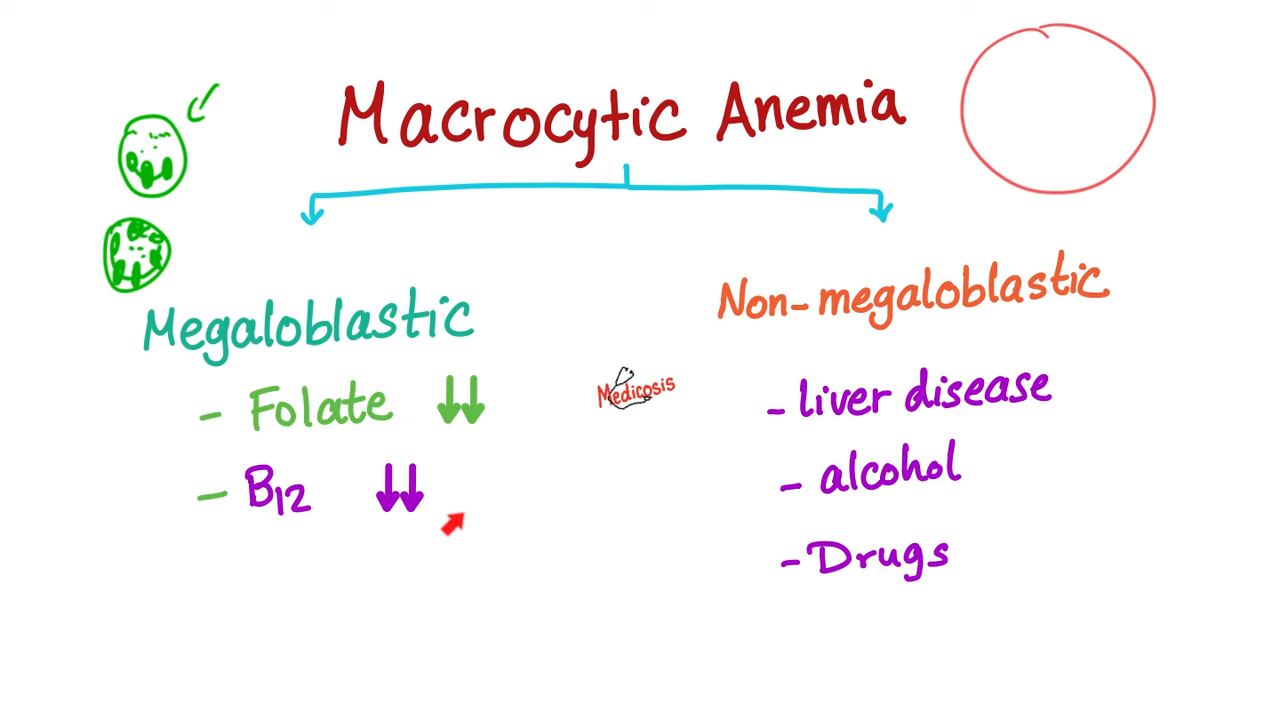 Macrocytic Anemia
Megaloblastic
- Folate ↓↓
- B12 ↓↓
Medicosis
Non-megaloblastic
- liver disease
- alcohol
- Drugs